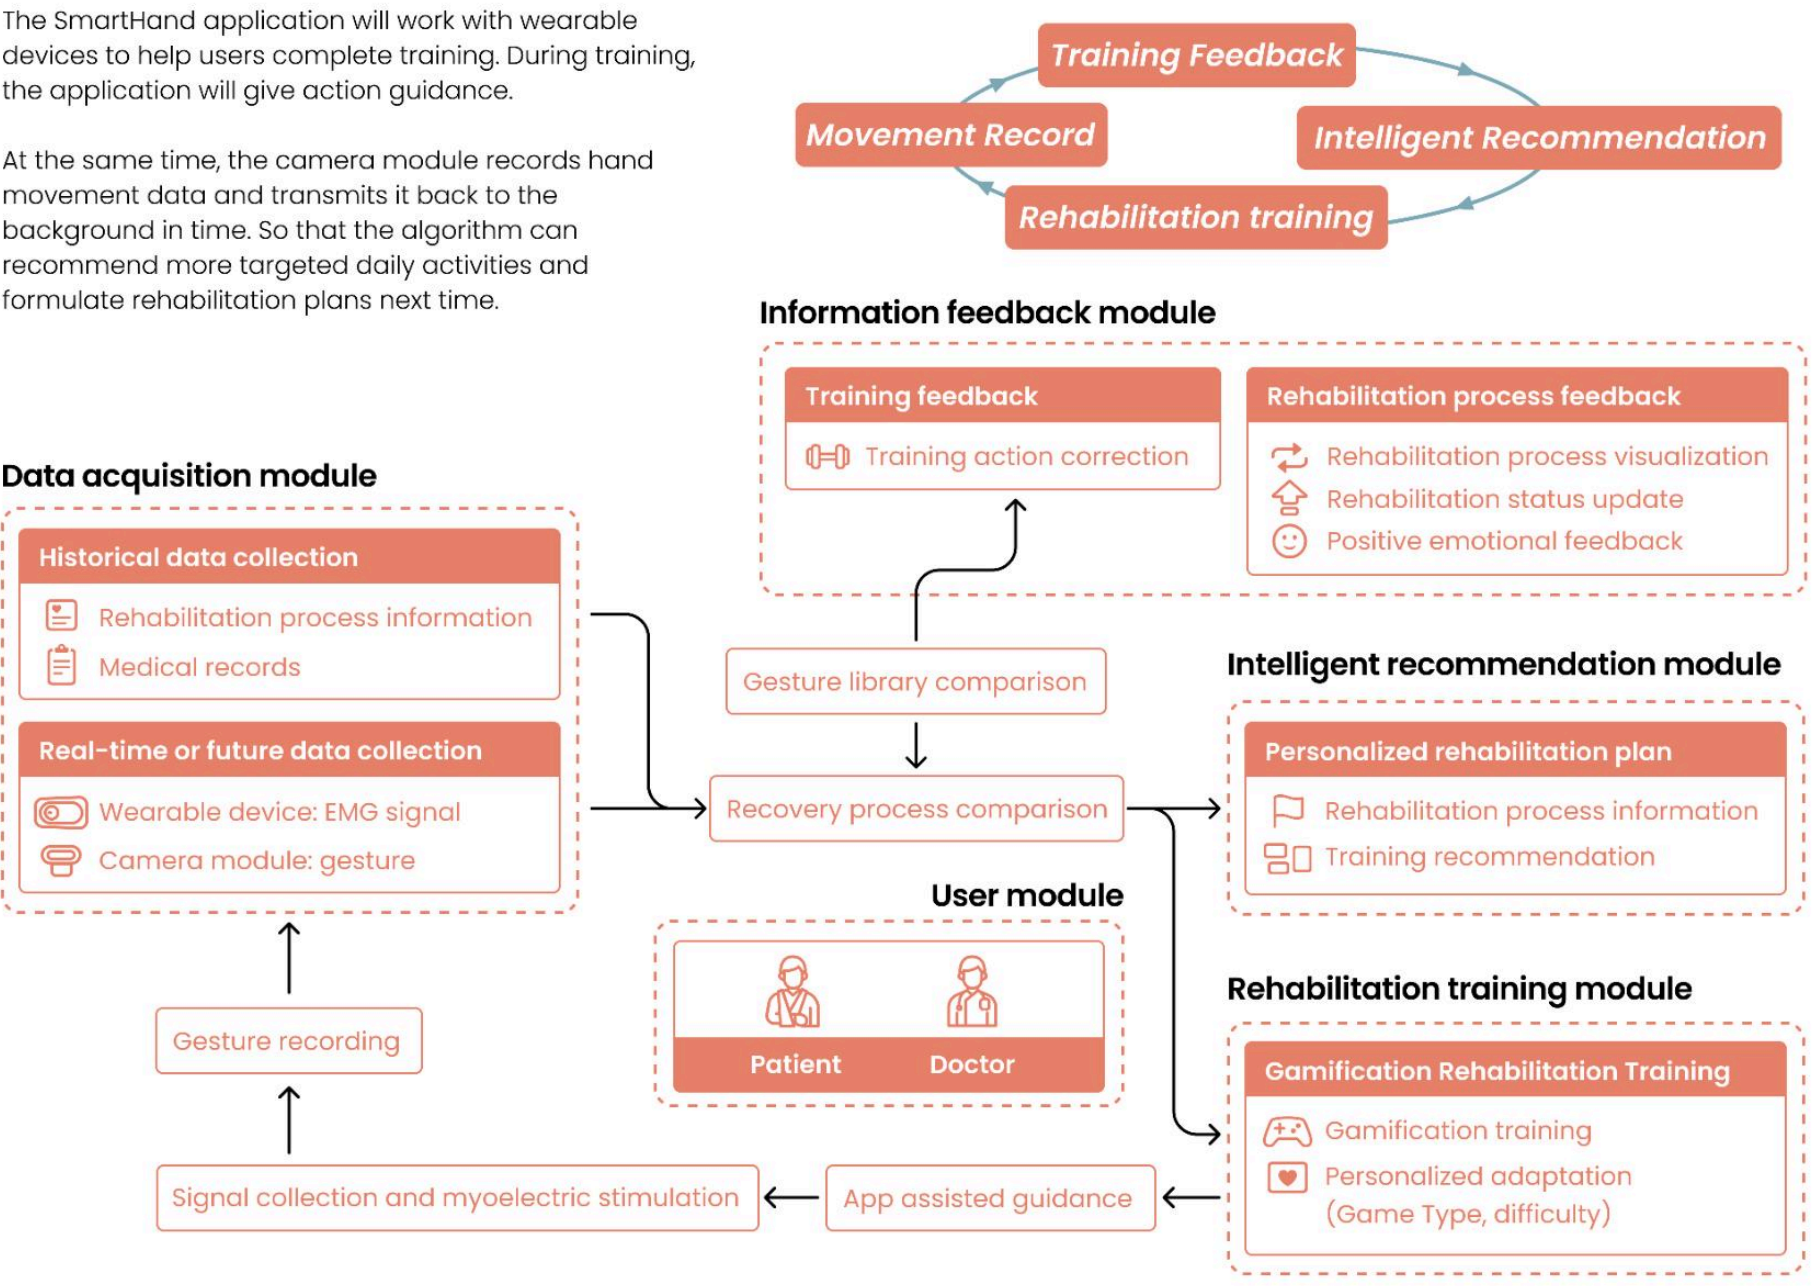 The SmartHand application will work with wearable
devices to help users complete training. During training,
the application will give action guidance.
At the same time, the camera module records hand
movement data and transmits it back to the
background in time. So that the algorithm can
recommend more targeted daily activities and
formulate rehabilitation plans next time.
Training Feedback
Movement Record
Intelligent Recommendation
Rehabilitation training
Information feedback module
Training feedback
Training action correction
Rehabilitation process feedback
Rehabilitation process visualization
Rehabilitation status update
Positive emotional feedback
Data acquisition module
Historical data collection
Rehabilitation process information
Medical records
Real-time or future data collection
Wearable device: EMG signal
Camera module: gesture
Gesture library comparison
Recovery process comparison
Intelligent recommendation module
Personalized rehabilitation plan
Rehabilitation process information
Training recommendation
User module
Patient
Doctor
Rehabilitation training module
Gamification Rehabilitation Training
Gamification training
Personalized adaptation
(Game Type, difficulty)
Gesture recording
Signal collection and myoelectric stimulation
App assisted guidance